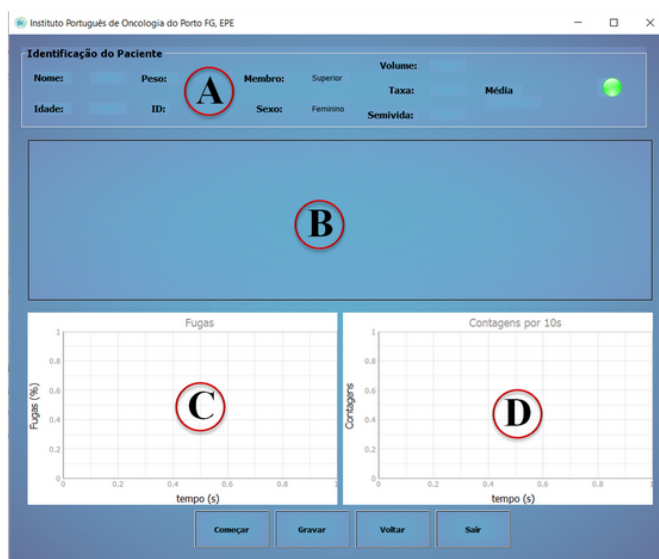 Instituto Português de Oncologia do Porto FG, EPE
Identificação do Paciente
Volume:
Nome: Peso: Membro: Superior
Taxa: Média
A
Idade: ID: Sexo: Feminino
Semivida:
B
Fugas
1
0.8
0.6
0.4
0.2
0
Fugas (%)
C
0 0.2 0.4 0.6 0.8 1
tempo (s)
Contagens por 10s
1
0.8
0.6
0.4
0.2
0
Contagens
D
0 0.2 0.4 0.6 0.8 1
tempo (s)
Começar Gravar Voltar Sair